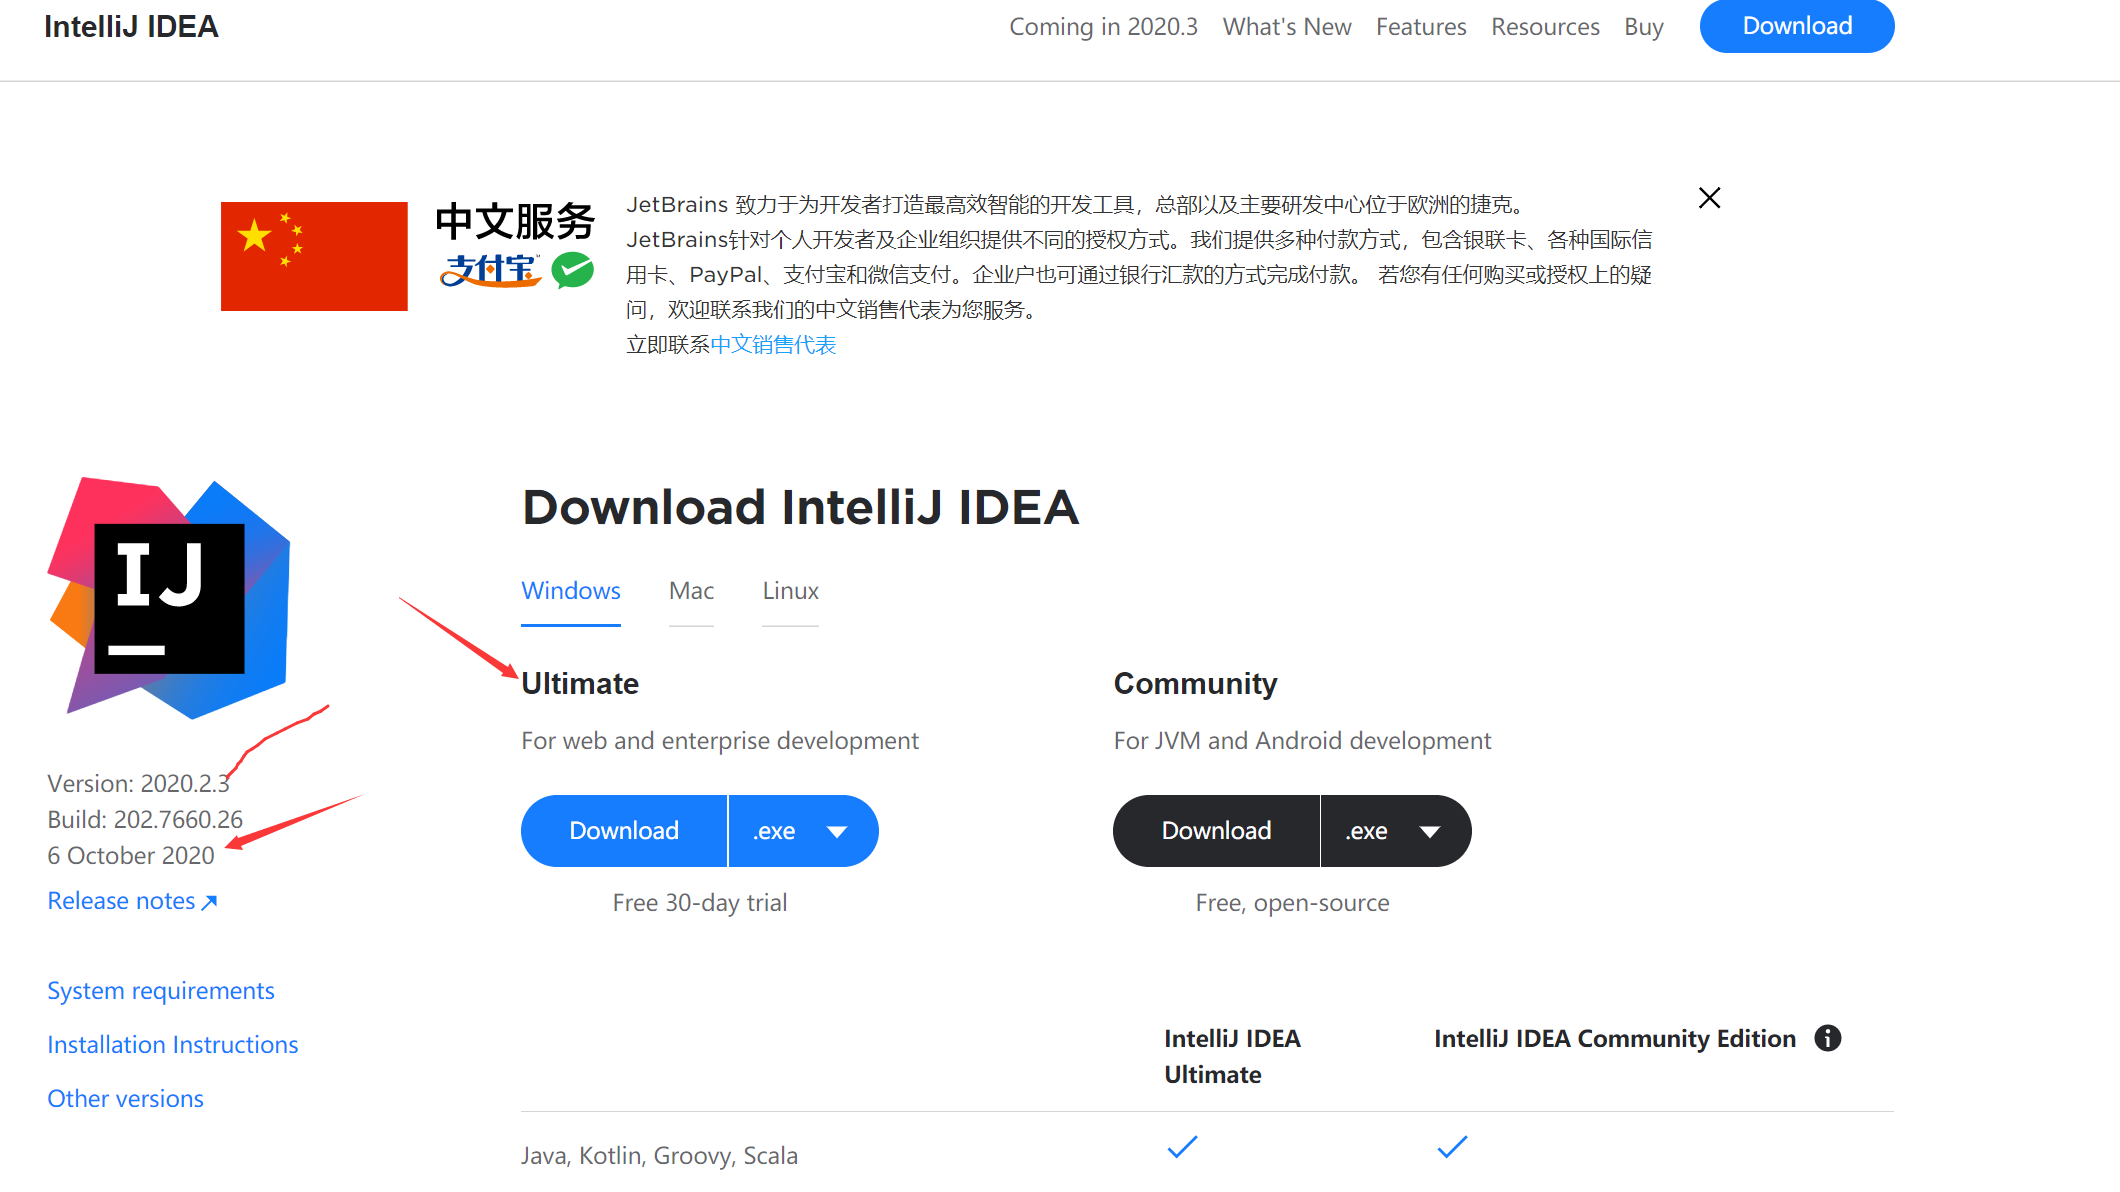 IntelliJ IDEA
Coming in 2020.3 What's New Features Resources Buy Download
中文服务
支付宝
JetBrains 致力于为开发者打造最高效智能的开发工具，总部以及主要研发中心位于欧洲的捷克。
JetBrains针对个人开发者及企业组织提供不同的授权方式。我们提供多种付款方式，包含银联卡、各种国际信
用卡、PayPal、支付宝和微信支付。企业户也可通过银行汇款的方式完成付款。 若您有任何购买或授权上的疑
问，欢迎联系我们的中文销售代表为您服务。
立即联系中文销售代表
IJ
Version: 2020.2.3
Build: 202.7660.26
6 October 2020
Release notes
System requirements
Installation Instructions
Other versions
Download IntelliJ IDEA
Windows Mac Linux
Ultimate
For web and enterprise development
Download .exe
Free 30-day trial
Community
For JVM and Android development
Download .exe
Free, open-source
IntelliJ IDEA
Ultimate
IntelliJ IDEA Community Edition
Java, Kotlin, Groovy, Scala